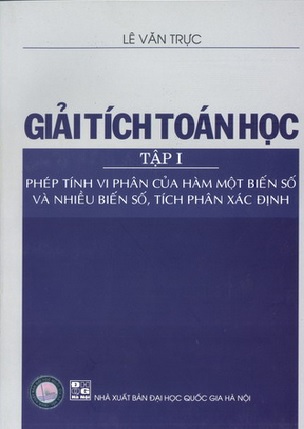 LÊ VĂN TRỰC
GIẢI TÍCH TOÁN HỌC
TẬP I
PHÉP TÍNH VI PHÂN CỦA HÀM MỘT BIẾN SỐ
VÀ NHIỀU BIẾN SỐ, TÍCH PHÂN XÁC ĐỊNH
NHÀ XUẤT BẢN ĐẠI HỌC QUỐC GIA HÀ NỘI